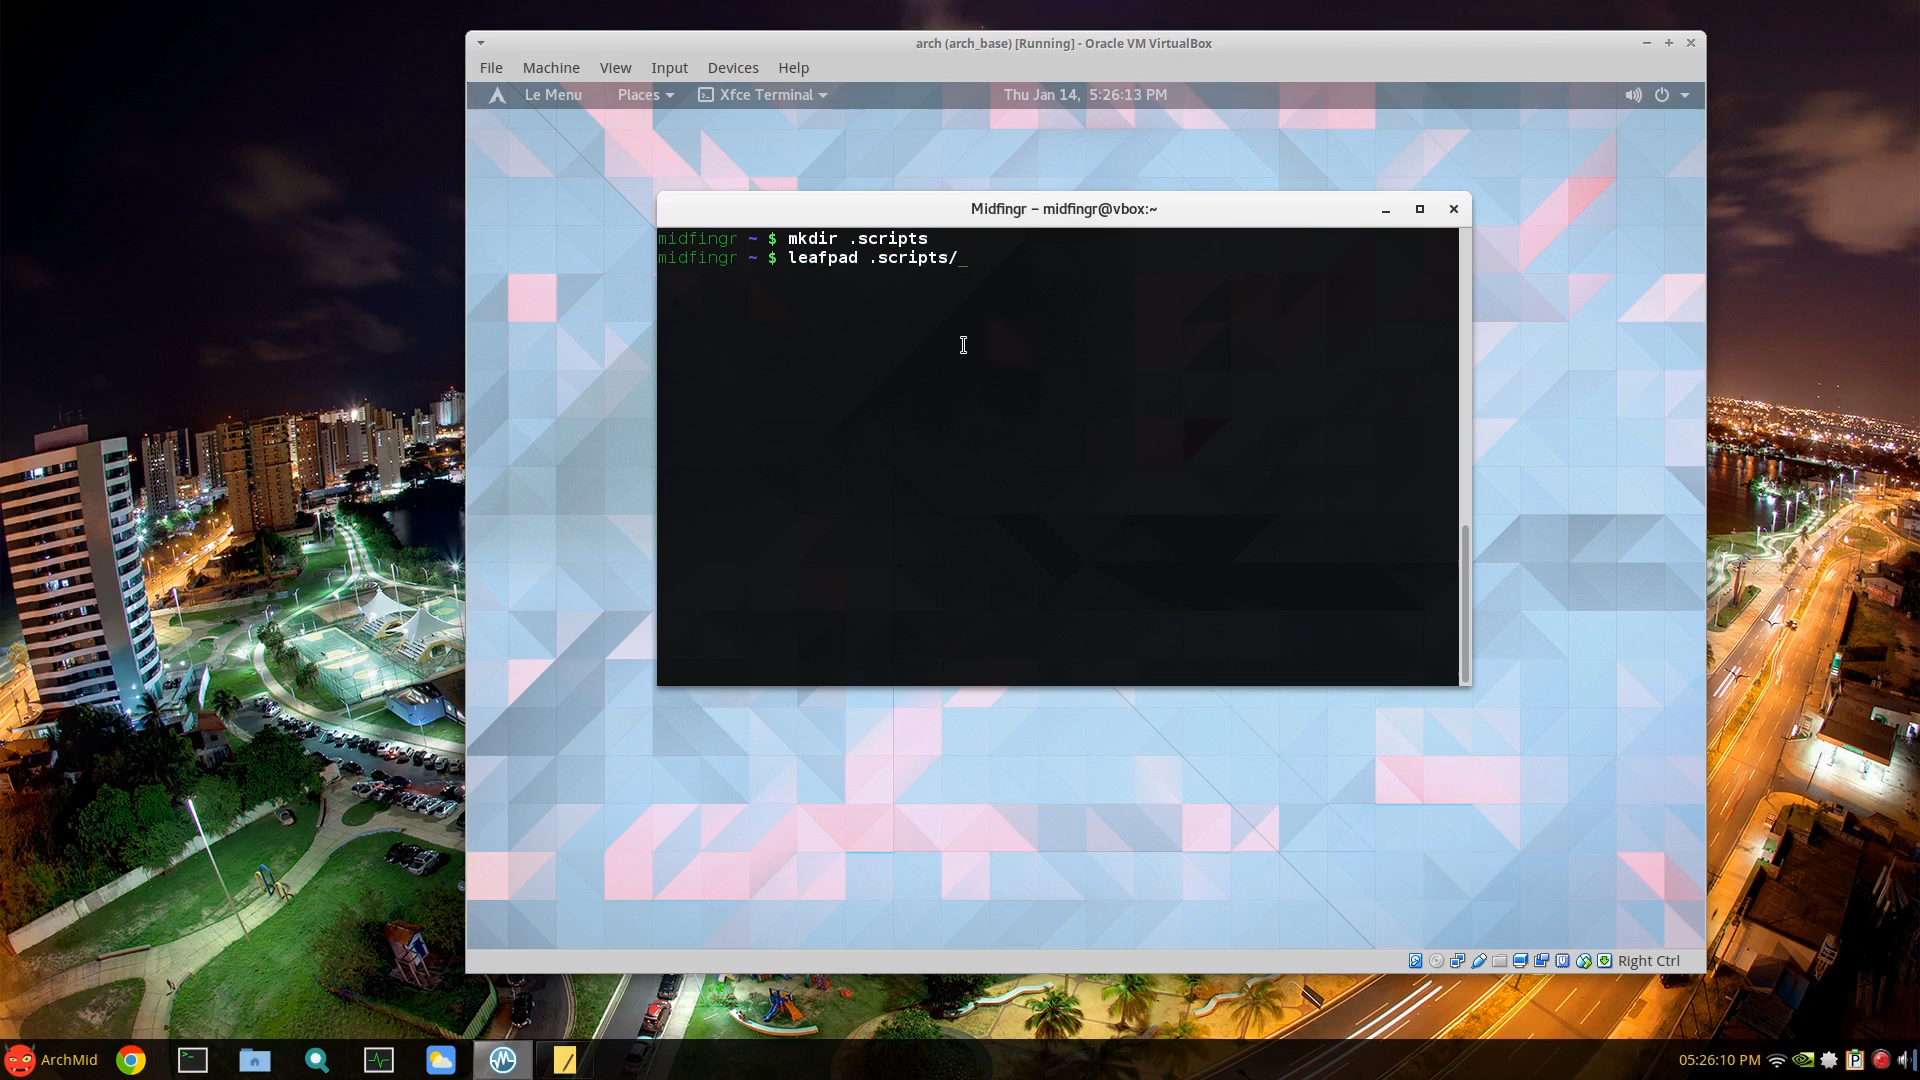 arch (arch_base) [Running] - Oracle VM VirtualBox
File Machine View Input Devices Help
Le Menu Places Xfce Terminal Thu Jan 14, 5:26:13 PM
Midfingr – midfingr@vbox:~
midfingr ~ $ mkdir .scripts
midfingr ~ $ leafpad .scripts/_
Right Ctrl
ArchMid
05:26:10 PM